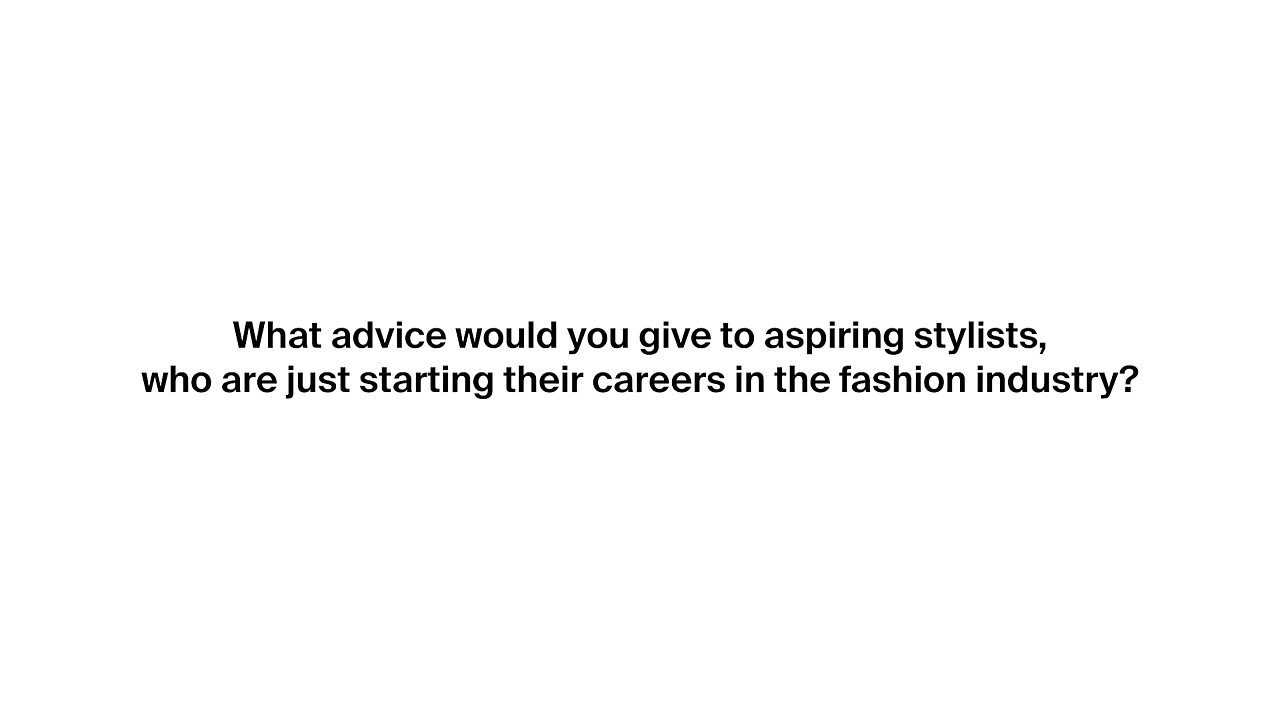 What advice would you give to aspiring stylists,
who are just starting their careers in the fashion industry?